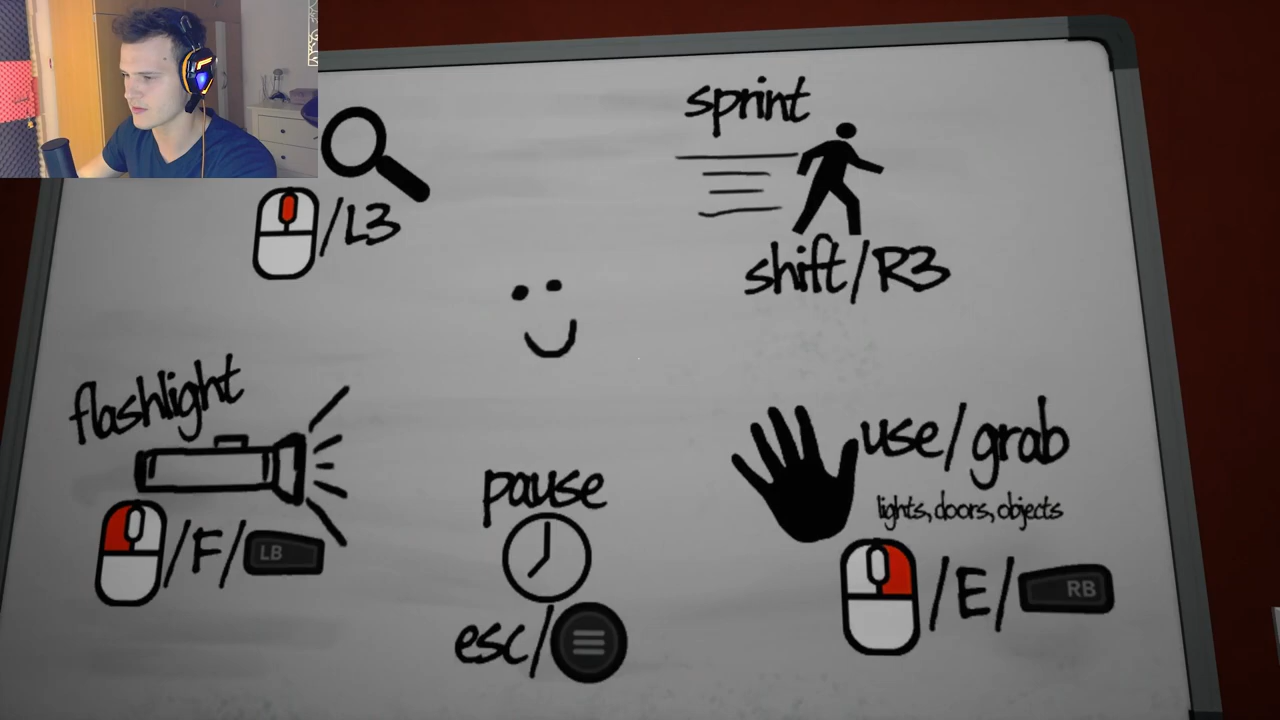 /L3
sprint
shift/R3
flashlight
/F/ LB
pause
esc/
use/grab
lights, doors, objects
/E/ RB